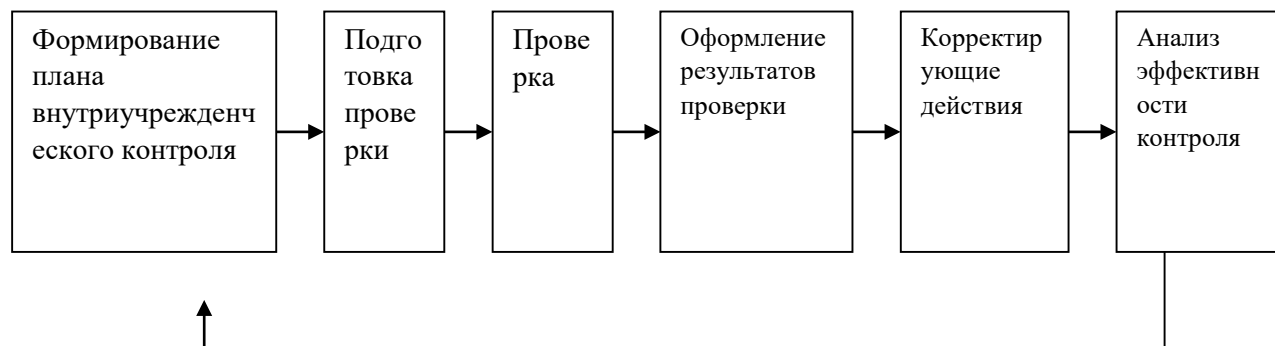 Формирование
плана
внутриучрежденч
еского контроля
Подго
товка
прове
рки
Прове
рка
Оформление
результатов
проверки
Корректир
ующие
действия
Анализ
эффективн
ости
контроля